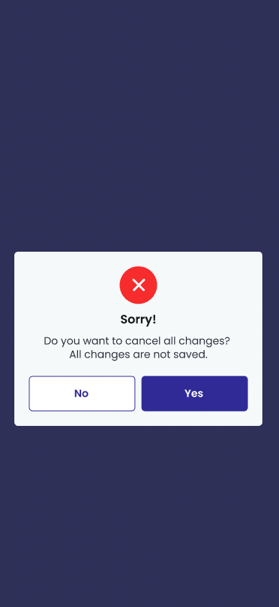 Sorry!
Do you want to cancel all changes?
All changes are not saved.
No
Yes